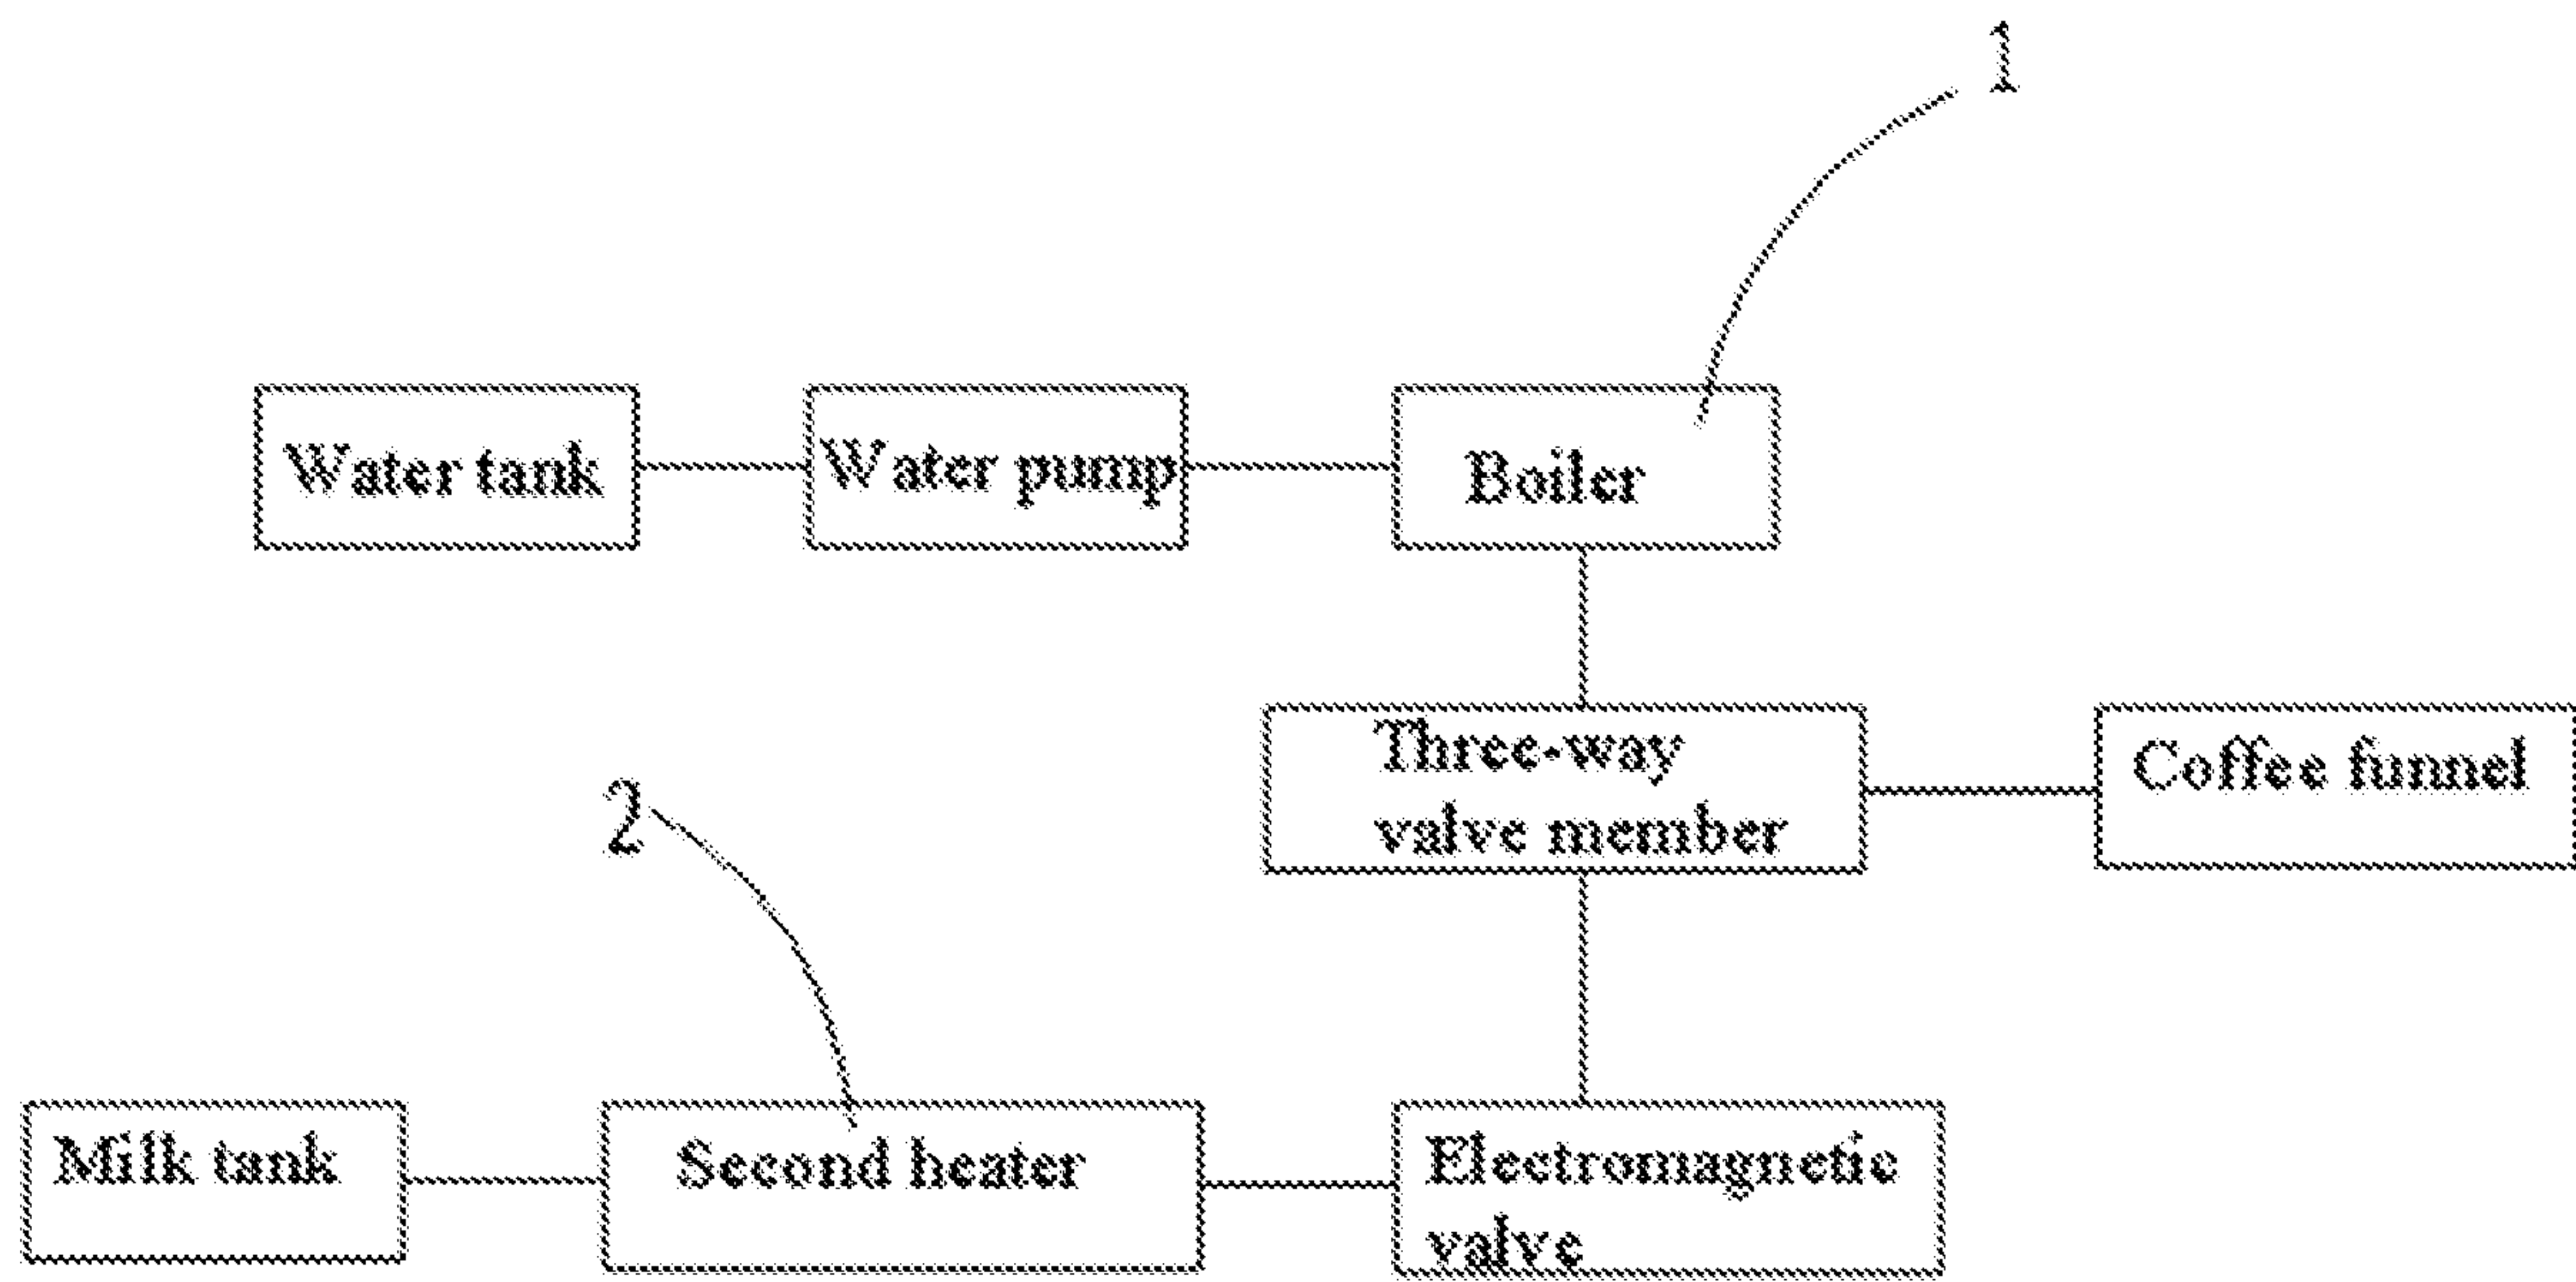 1
Water tank
Water pump
Boiler
Three-way
valve member
Coffee funnel
2
Milk tank
Second heater
Electromagnetic
valve